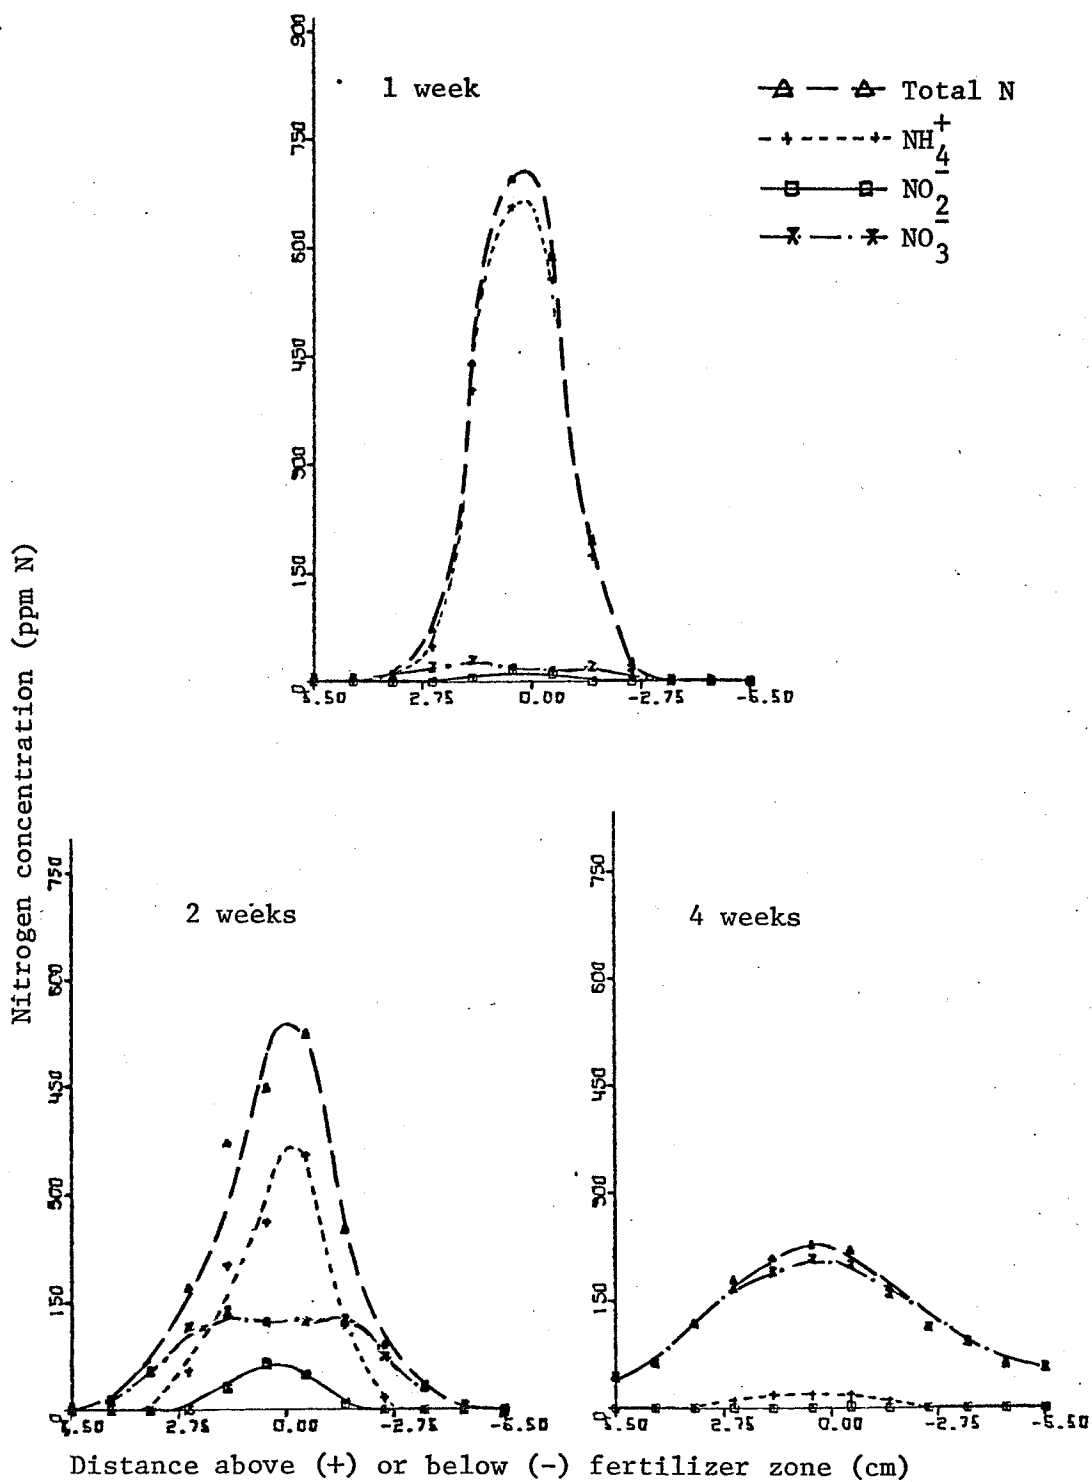 1 week
Total N
NH4+
NO2-
NO3-
900
750
600
450
300
150
0
5.50 2.75 0.00 -2.75 -5.50
Nitrogen concentration (ppm N)
2 weeks
750
600
450
300
150
0
5.50 2.75 0.00 -2.75 -5.50
4 weeks
750
600
450
300
150
0
5.50 2.75 0.00 -2.75 -5.50
Distance above (+) or below (-) fertilizer zone (cm)